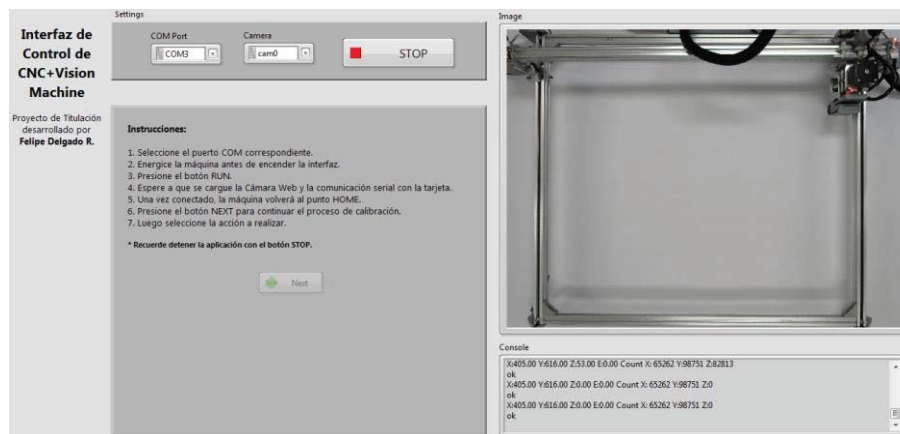 Interfaz de
Control de
CNC+Vision
Machine
Proyecto de Titulación
desarrollado por
Felipe Delgado R.
Settings
COM Port
COM3
Camera
cam0
STOP
Instrucciones:
1. Seleccione el puerto COM correspondiente.
2. Energice la máquina antes de encender la interfaz.
3. Presione el botón RUN.
4. Espere a que se cargue la Cámara Web y la comunicación serial con la tarjeta.
5. Una vez conectado, la máquina volverá al punto HOME.
6. Presione el botón NEXT para continuar el proceso de calibración.
7. Luego seleccione la acción a realizar.
* Recuerde detener la aplicación con el botón STOP.
Next
Image
Console
X:405.00 Y:616.00 Z:53.00 E:0.00 Count X: 65262 Y:98751 Z:82813
ok
X:405.00 Y:616.00 Z:0.00 E:0.00 Count X: 65262 Y:98751 Z:0
ok
X:405.00 Y:616.00 Z:0.00 E:0.00 Count X: 65262 Y:98751 Z:0
ok